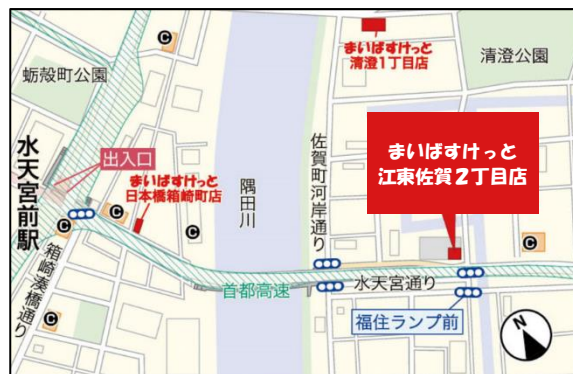 まいばすけっと
清澄1丁目店
清澄公園
蛎殻町公園
出入口
水天宮前駅
まいばすけっと
日本橋箱崎町店
隅田川
佐賀町河岸通り
まいばすけっと
江東佐賀2丁目店
箱崎湊橋通り
首都高速
水天宮通り
福住ランプ前
C
C
C
C
C
C
C
N